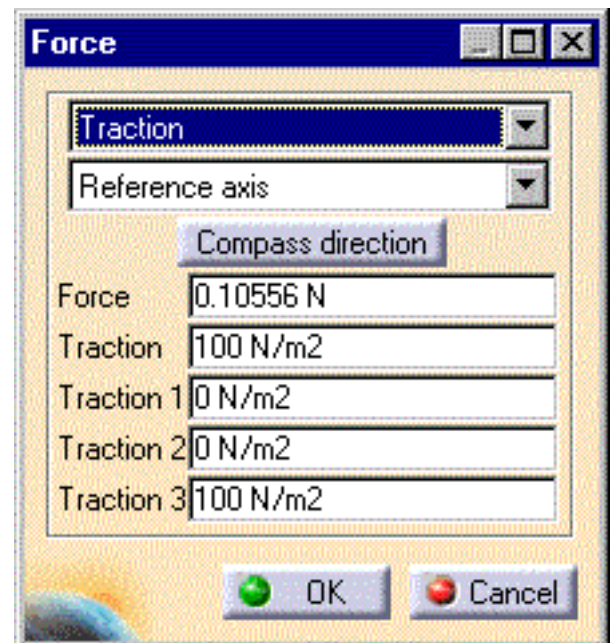 Force
Traction
Reference axis
Compass direction
Force 0.10556 N
Traction 100 N/m2
Traction 1 0 N/m2
Traction 2 0 N/m2
Traction 3 100 N/m2
OK Cancel